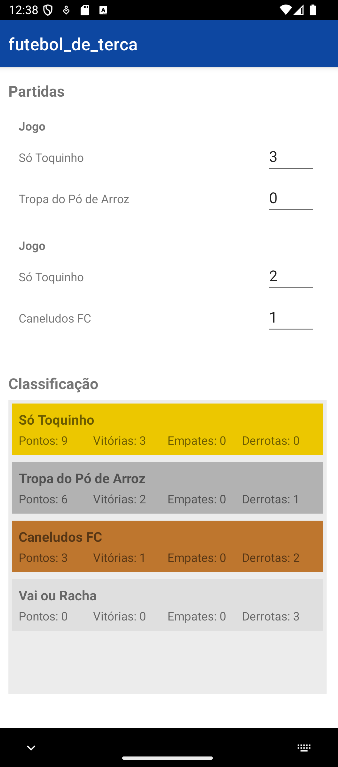 12:38
futebol_de_terca
Partidas
Jogo
Só Toquinho 3
Tropa do Pó de Arroz 0
Jogo
Só Toquinho 2
Caneludos FC 1
Classificação
Só Toquinho
Pontos: 9 Vitórias: 3 Empates: 0 Derrotas: 0
Tropa do Pó de Arroz
Pontos: 6 Vitórias: 2 Empates: 0 Derrotas: 1
Caneludos FC
Pontos: 3 Vitórias: 1 Empates: 0 Derrotas: 2
Vai ou Racha
Pontos: 0 Vitórias: 0 Empates: 0 Derrotas: 3